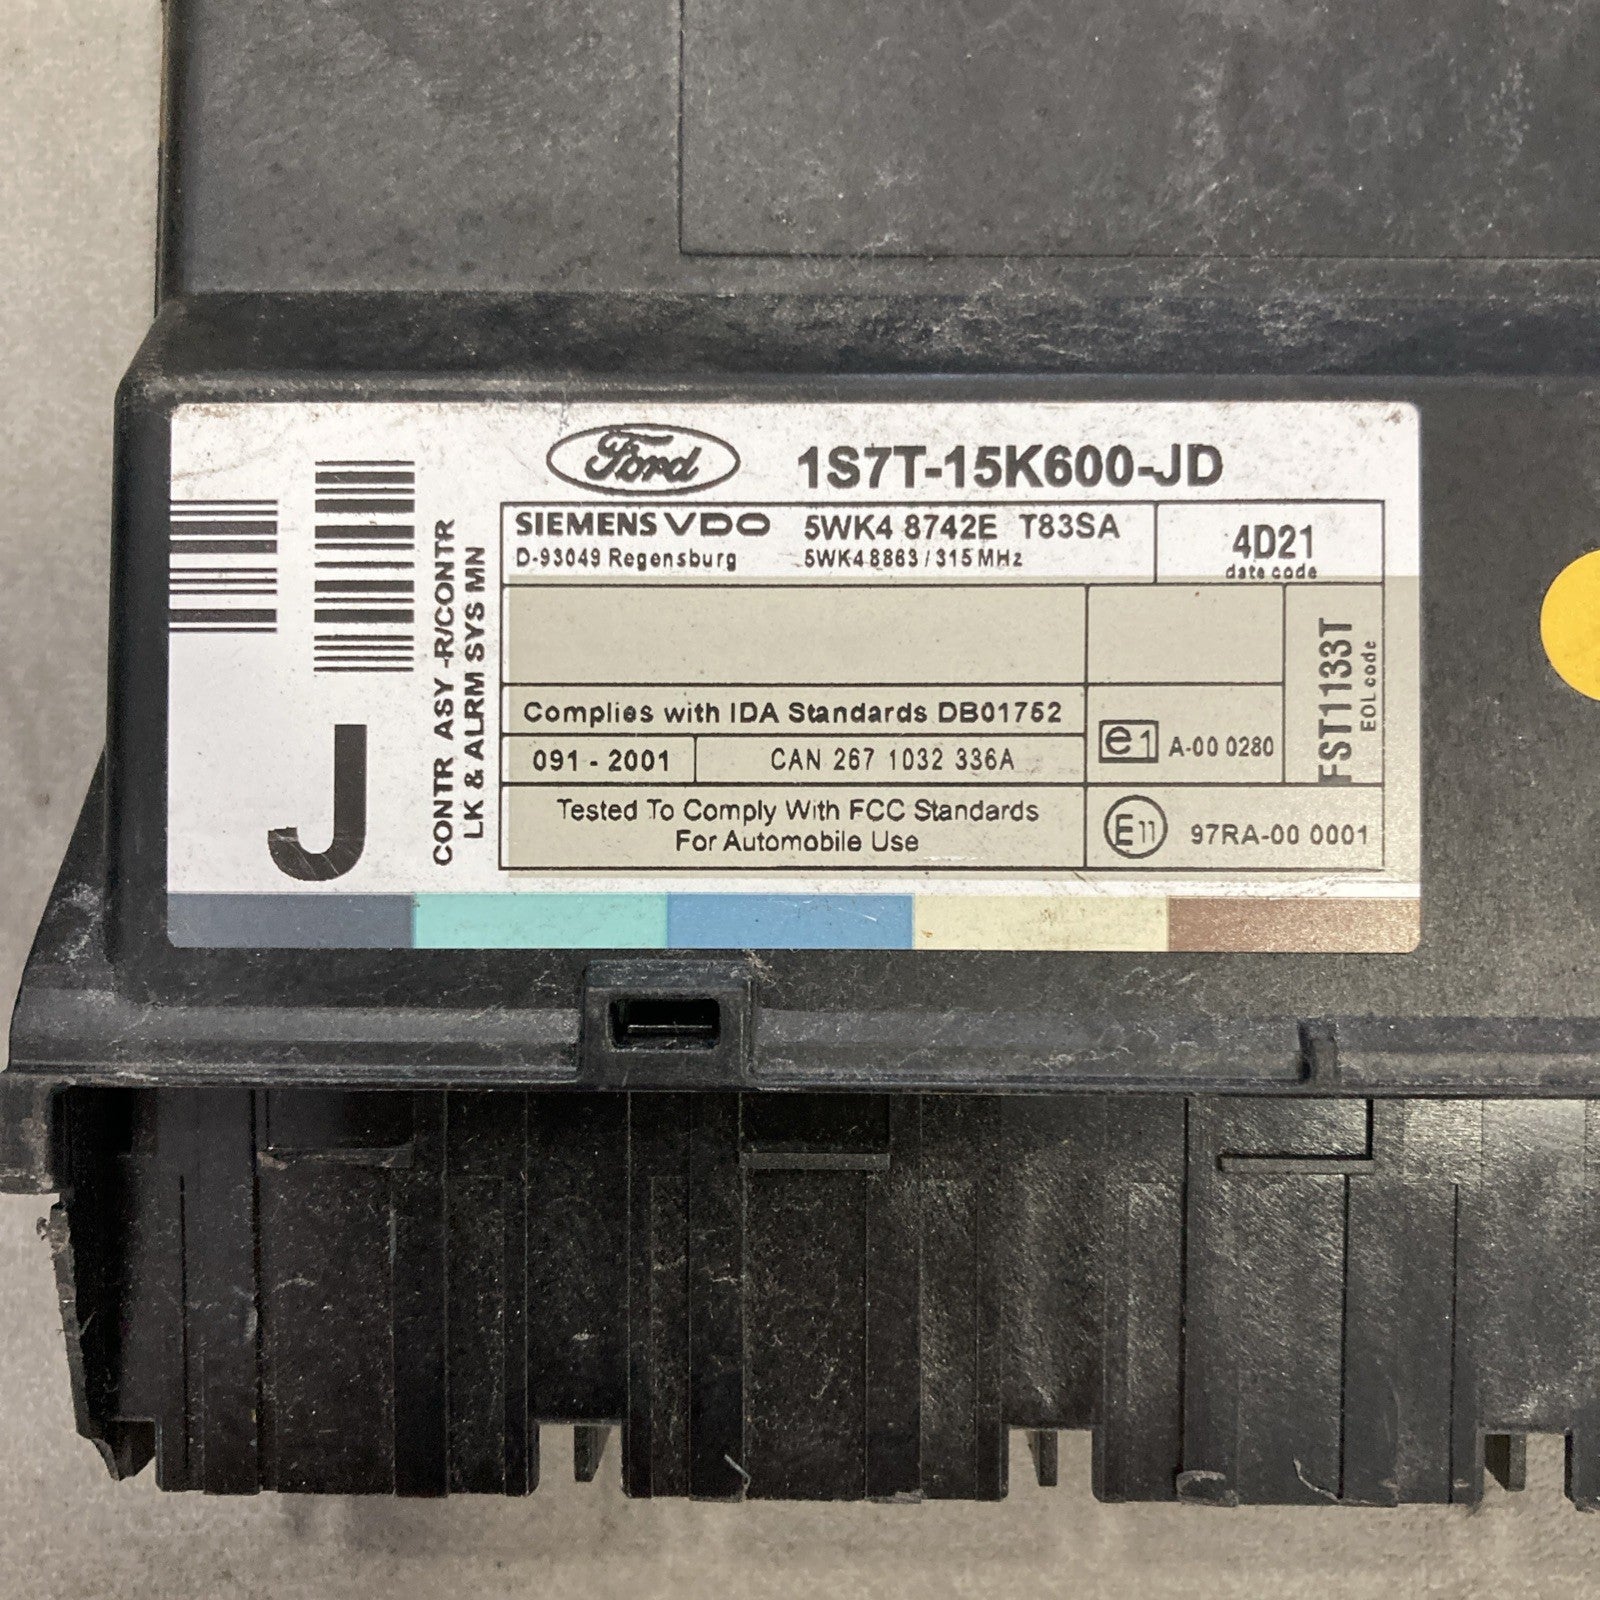 Ford 1S7T-15K600-JD
SIEMENS VDO 5WK4 8742E T83SA
D-93049 Regensburg 5WK4 8863 / 315 MHz
4D21
date code
CONTR ASY -R/CONTR
LK & ALRM SYS MN
J
FST1133T
EOL code
Complies with IDA Standards DB01752
091 - 2001 CAN 267 1032 336A
e1 A-00 0280
Tested To Comply With FCC Standards
For Automobile Use
E11 97RA-00 0001